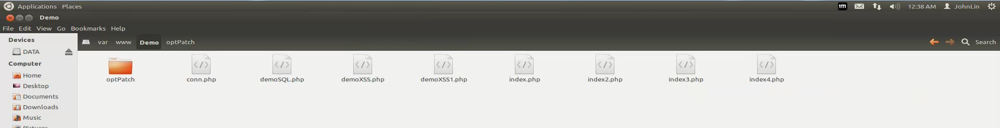 Applications Places 12:38 AM JohnLin
Demo
File Edit View Go Bookmarks Help
Devices
DATA
Computer
Home
Desktop
Documents
Downloads
Music
Pictures
var www Demo optPatch Search
optPatch conn.php demoSQL.php demoXSS.php demoXSS1.php index.php index2.php index3.php index4.php